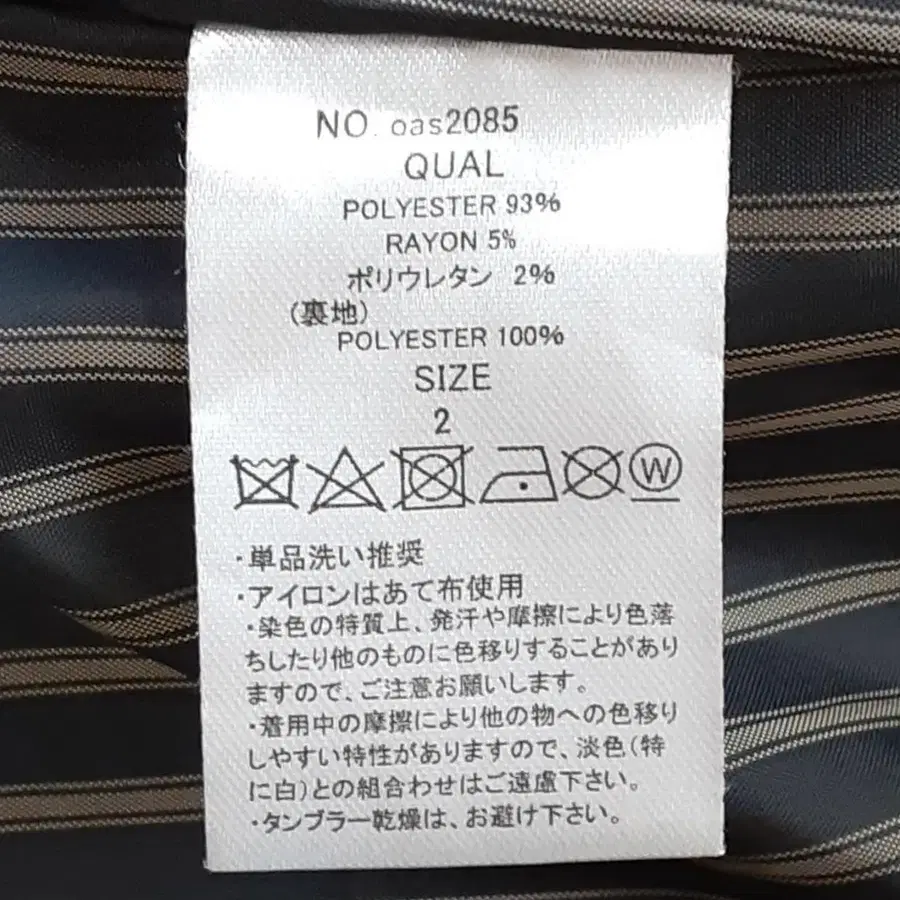 NO. oas2085
QUAL
POLYESTER 93%
RAYON 5%
ポリウレタン 2%
(裏地)
POLYESTER 100%
SIZE
2
W
・単品洗い推奨
・アイロンはあて布使用
・染色の特質上、発汗や摩擦により色落
ちしたり他のものに色移りすることがあり
ますので、ご注意お願いします。
・着用中の摩擦により他の物への色移り
しやすい特性がありますので、淡色(特
に白)との組合わせはご遠慮下さい。
・タンブラー乾燥は、お避け下さい。